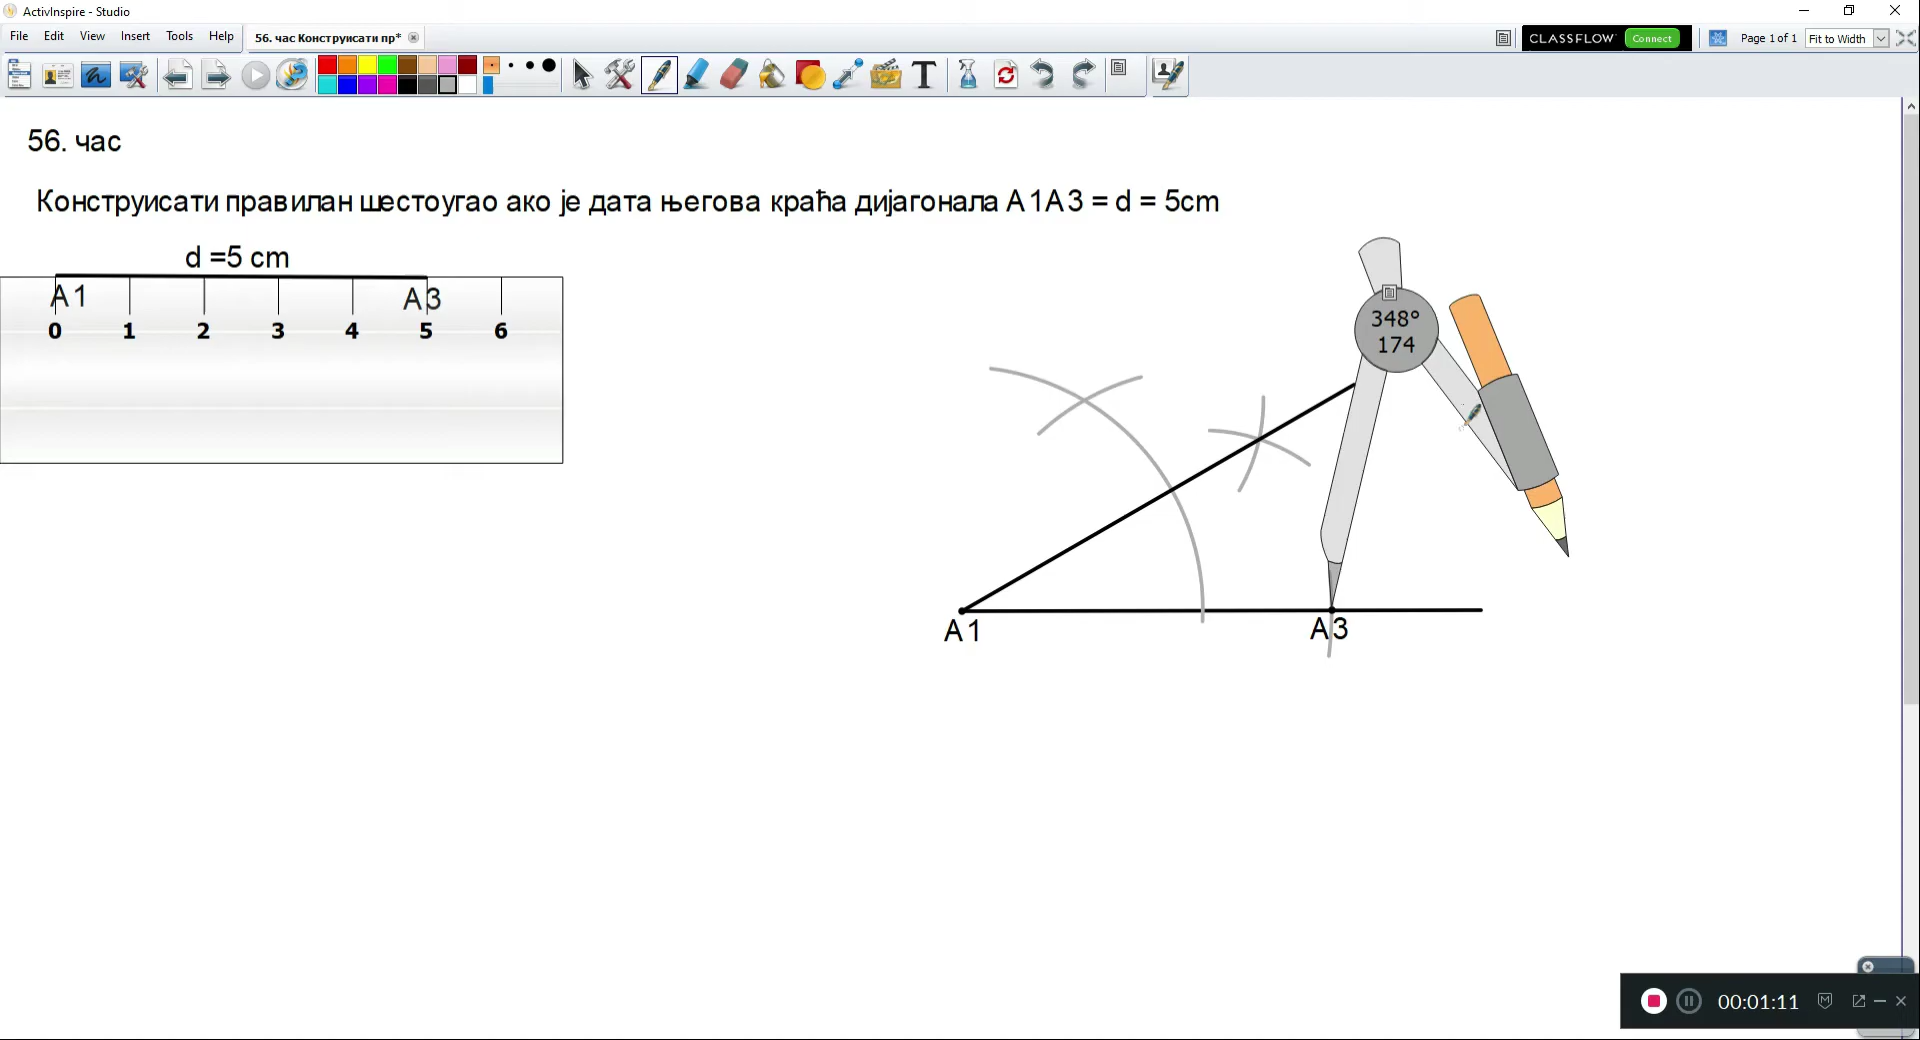 ActivInspire - Studio
File Edit View Insert Tools Help
56. час Конструисати пр*
CLASSFLOW Connect
Page 1 of 1
Fit to Width
T
56. час
Конструисати правилан шестоугао ако је дата његова краћа дијагонала A1A3 = d = 5cm
d =5 cm
A1 A3
0 1 2 3 4 5 6
348°
174
A1 A3
00:01:11